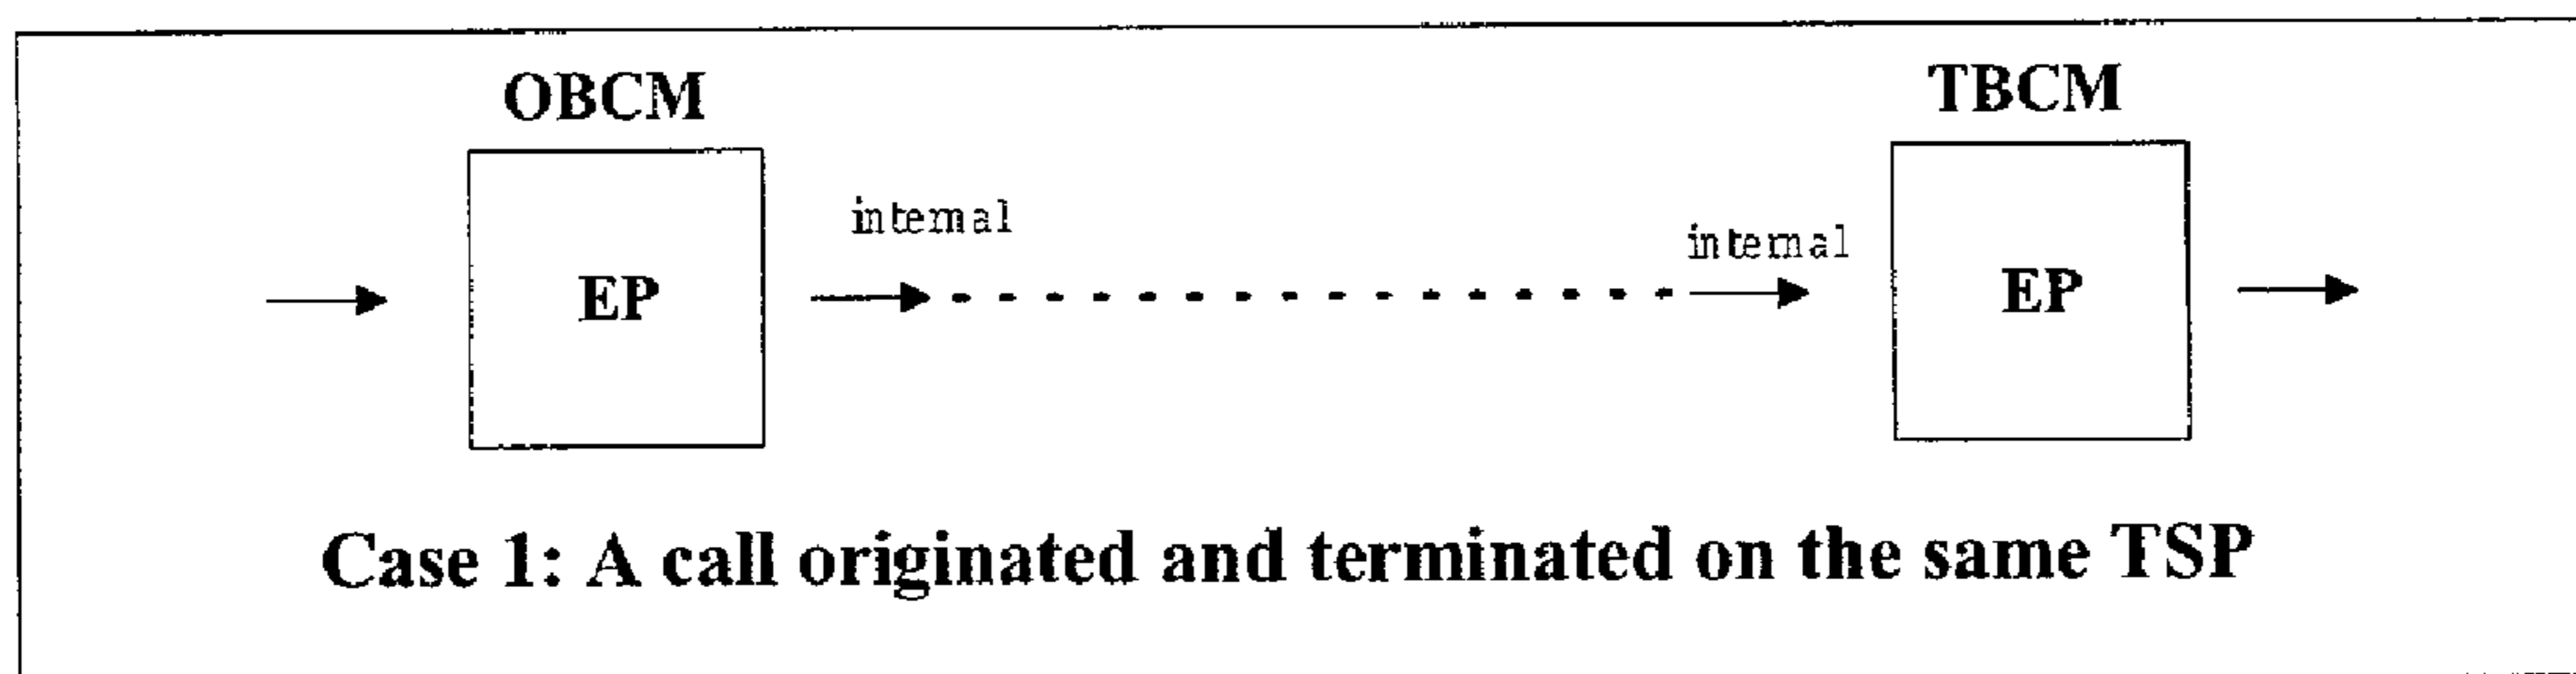 OBCM
TBCM
internal
internal
EP
EP
Case 1: A call originated and terminated on the same TSP